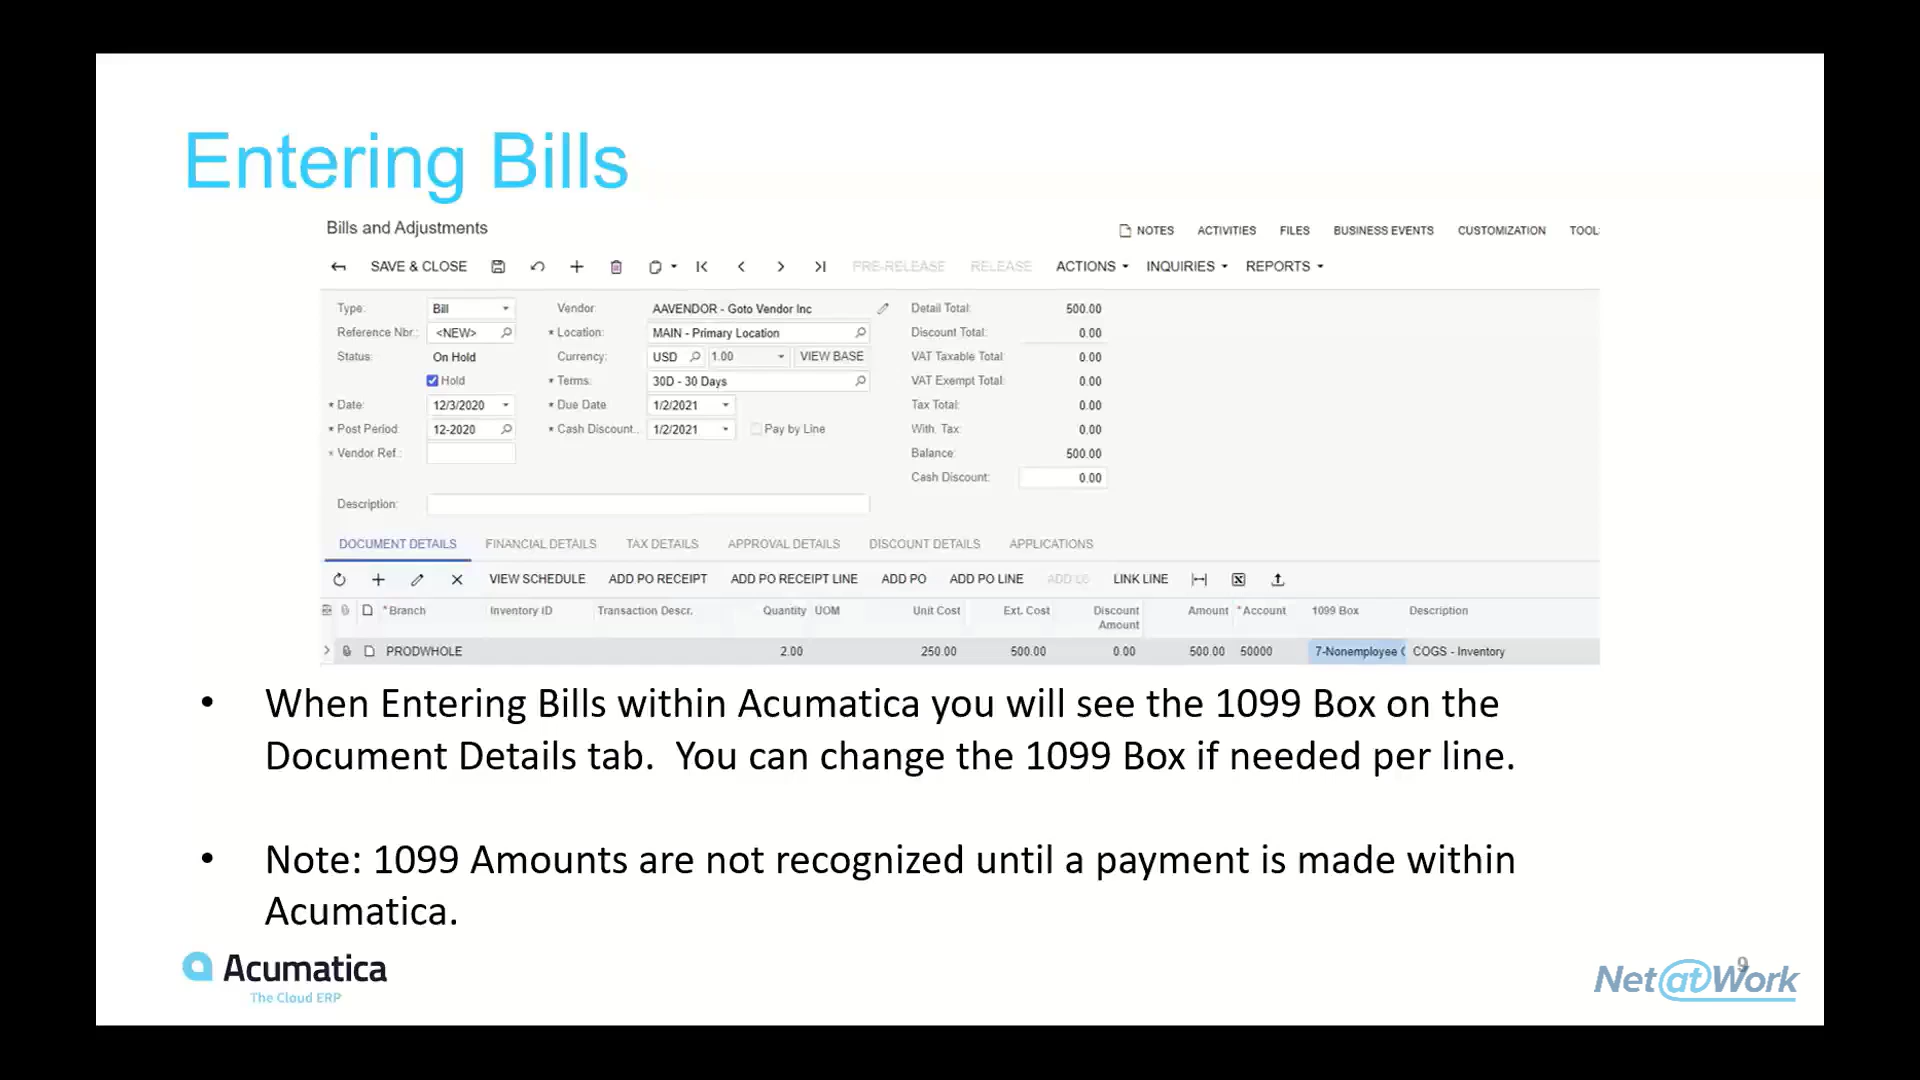 Entering Bills
Bills and Adjustments
NOTES ACTIVITIES FILES BUSINESS EVENTS CUSTOMIZATION TOOL
SAVE & CLOSE PRE-RELEASE RELEASE ACTIONS INQUIRIES REPORTS
Type: Bill Vendor: AAVENDOR - Goto Vendor Inc Detail Total: 500.00
Reference Nbr.: <NEW> * Location: MAIN - Primary Location Discount Total: 0.00
Status: On Hold Currency: USD 1.00 VIEW BASE VAT Taxable Total: 0.00
Hold * Terms: 30D - 30 Days VAT Exempt Total: 0.00
* Date: 12/3/2020 * Due Date: 1/2/2021 Tax Total: 0.00
* Post Period: 12-2020 * Cash Discount.. 1/2/2021 Pay by Line With. Tax: 0.00
* Vendor Ref.: Balance: 500.00
Cash Discount: 0.00
Description:
DOCUMENT DETAILS FINANCIAL DETAILS TAX DETAILS APPROVAL DETAILS DISCOUNT DETAILS APPLICATIONS
VIEW SCHEDULE ADD PO RECEIPT ADD PO RECEIPT LINE ADD PO ADD PO LINE ADD LC LINK LINE
* Branch Inventory ID Transaction Descr. Quantity UOM Unit Cost Ext. Cost Discount Amount Amount * Account 1099 Box Description
PRODWHOLE 2.00 250.00 500.00 0.00 500.00 50000 7-Nonemployee C COGS - Inventory
• When Entering Bills within Acumatica you will see the 1099 Box on the
Document Details tab. You can change the 1099 Box if needed per line.
• Note: 1099 Amounts are not recognized until a payment is made within
Acumatica.
Acumatica
The Cloud ERP
9
Net at Work